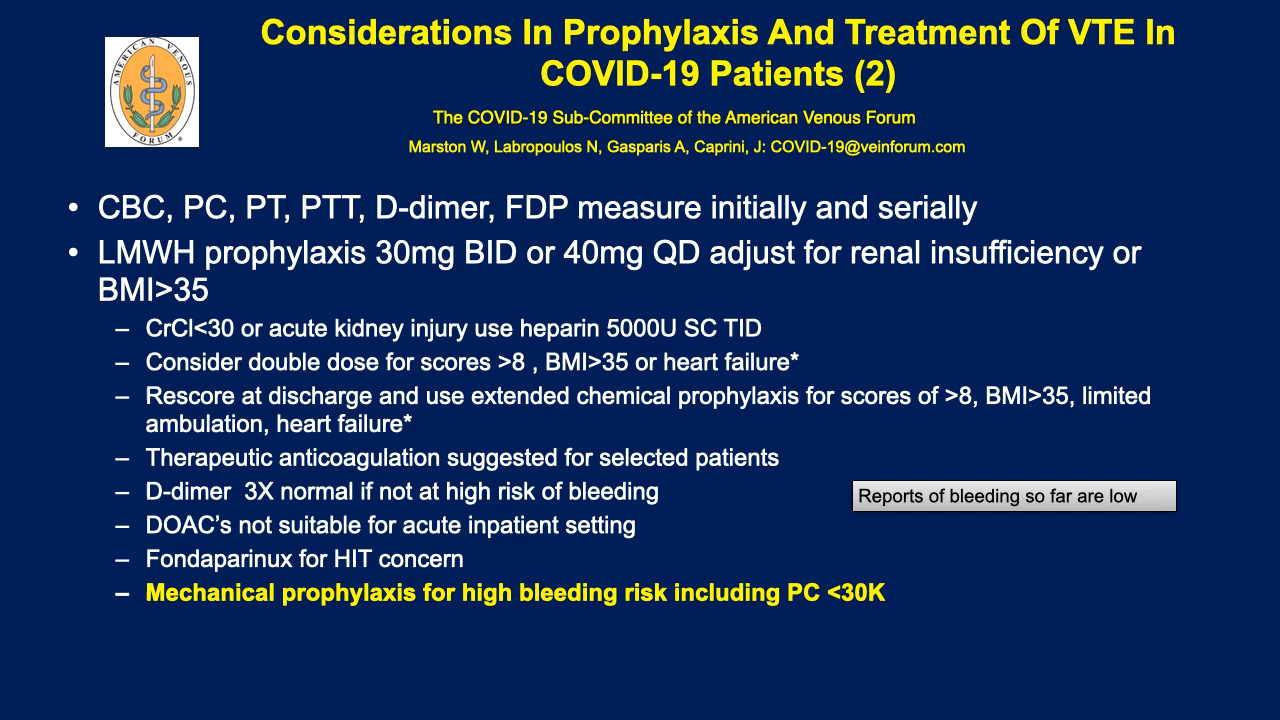 Considerations In Prophylaxis And Treatment Of VTE In
COVID-19 Patients (2)
AMERICAN VENOUS
FORUM
®
The COVID-19 Sub-Committee of the American Venous Forum
Marston W, Labropoulos N, Gasparis A, Caprini, J: COVID-19@veinforum.com
• CBC, PC, PT, PTT, D-dimer, FDP measure initially and serially
• LMWH prophylaxis 30mg BID or 40mg QD adjust for renal insufficiency or
BMI>35
– CrCl<30 or acute kidney injury use heparin 5000U SC TID
– Consider double dose for scores >8 , BMI>35 or heart failure*
– Rescore at discharge and use extended chemical prophylaxis for scores of >8, BMI>35, limited
ambulation, heart failure*
– Therapeutic anticoagulation suggested for selected patients
– D-dimer  3X normal if not at high risk of bleeding
Reports of bleeding so far are low
– DOAC’s not suitable for acute inpatient setting
– Fondaparinux for HIT concern
– Mechanical prophylaxis for high bleeding risk including PC <30K